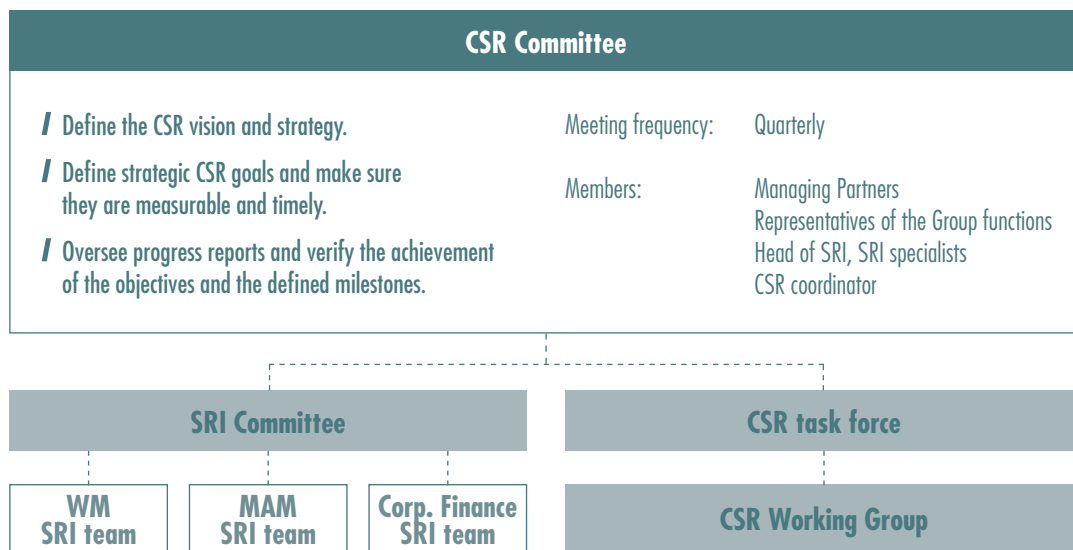 CSR Committee
Define the CSR vision and strategy.
Define strategic CSR goals and make sure
they are measurable and timely.
Oversee progress reports and verify the achievement
of the objectives and the defined milestones.
Meeting frequency: Quarterly
Members: Managing Partners
Representatives of the Group functions
Head of SRI, SRI specialists
CSR coordinator
SRI Committee
CSR task force
WM
SRI team
MAM
SRI team
Corp. Finance
SRI team
CSR Working Group